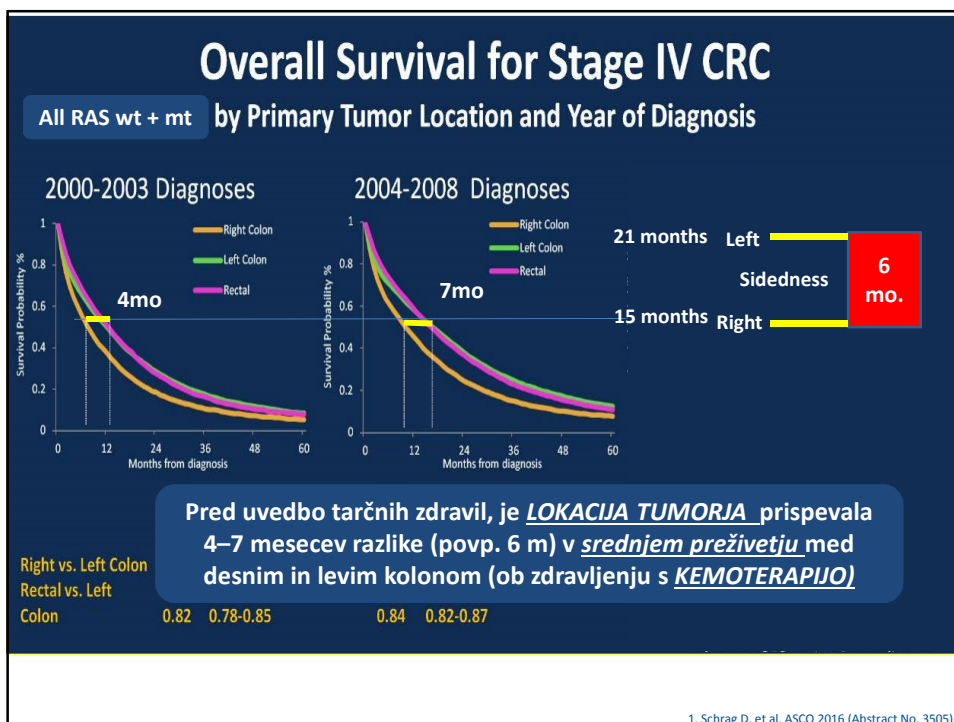 Overall Survival for Stage IV CRC
All RAS wt + mt
by Primary Tumor Location and Year of Diagnosis
2000-2003 Diagnoses
Survival Probability %
1
0.8
0.6
0.4
0.2
0
Right Colon
Left Colon
Rectal
4mo
0 12 24 36 48 60
Months from diagnosis
2004-2008 Diagnoses
Survival Probability %
1
0.8
0.6
0.4
0.2
0
Right Colon
Left Colon
Rectal
7mo
0 12 24 36 48 60
Months from diagnosis
21 months Left
Sidedness
15 months Right
6
mo.
Pred uvedbo tarčnih zdravil, je LOKACIJA TUMORJA prispevala
4–7 mesecev razlike (povp. 6 m) v srednjem preživetju med
desnim in levim kolonom (ob zdravljenju s KEMOTERAPIJO)
Right vs. Left Colon
Rectal vs. Left
Colon 0.82 0.78-0.85 0.84 0.82-0.87
1. Schrag D, et al. ASCO 2016 (Abstract No. 3505)